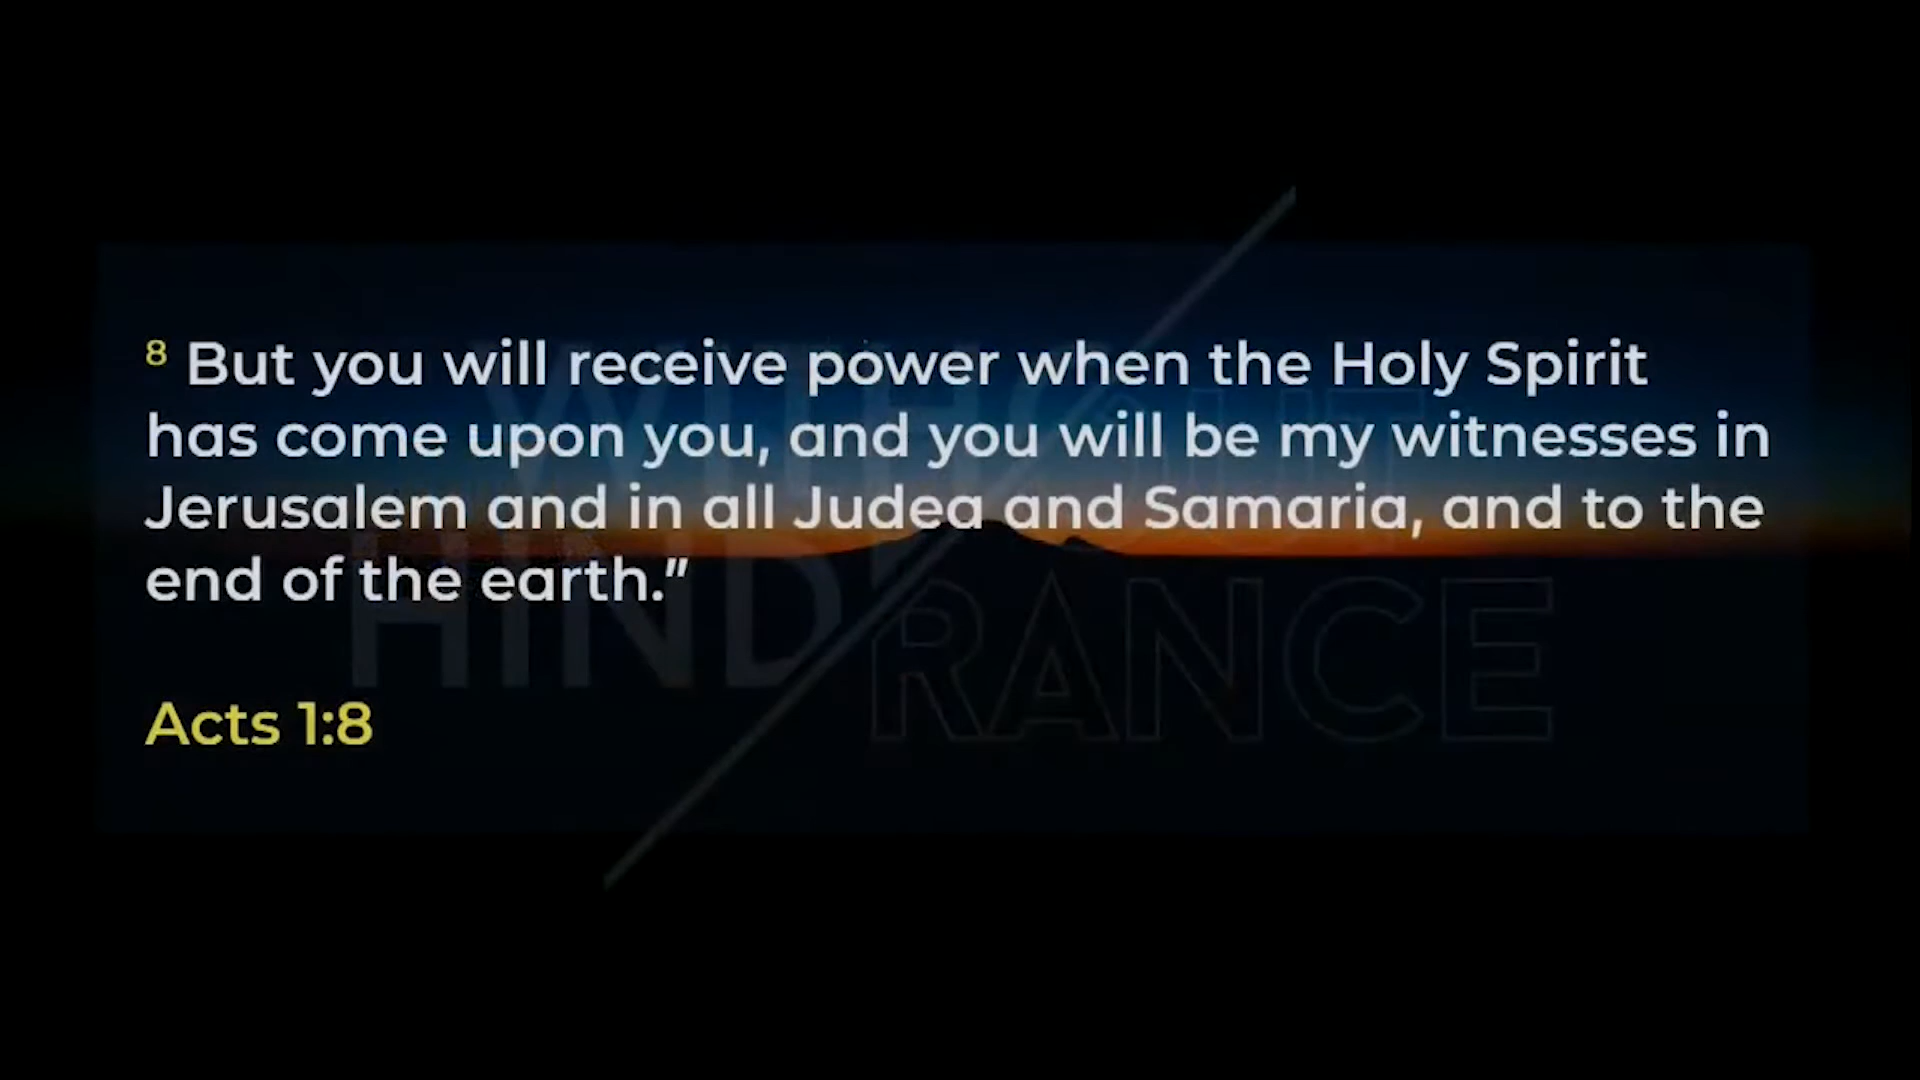 8 But you will receive power when the Holy Spirit
has come upon you, and you will be my witnesses in
Jerusalem and in all Judea and Samaria, and to the
end of the earth.”
Acts 1:8
WITHOUT
HINDRANCE